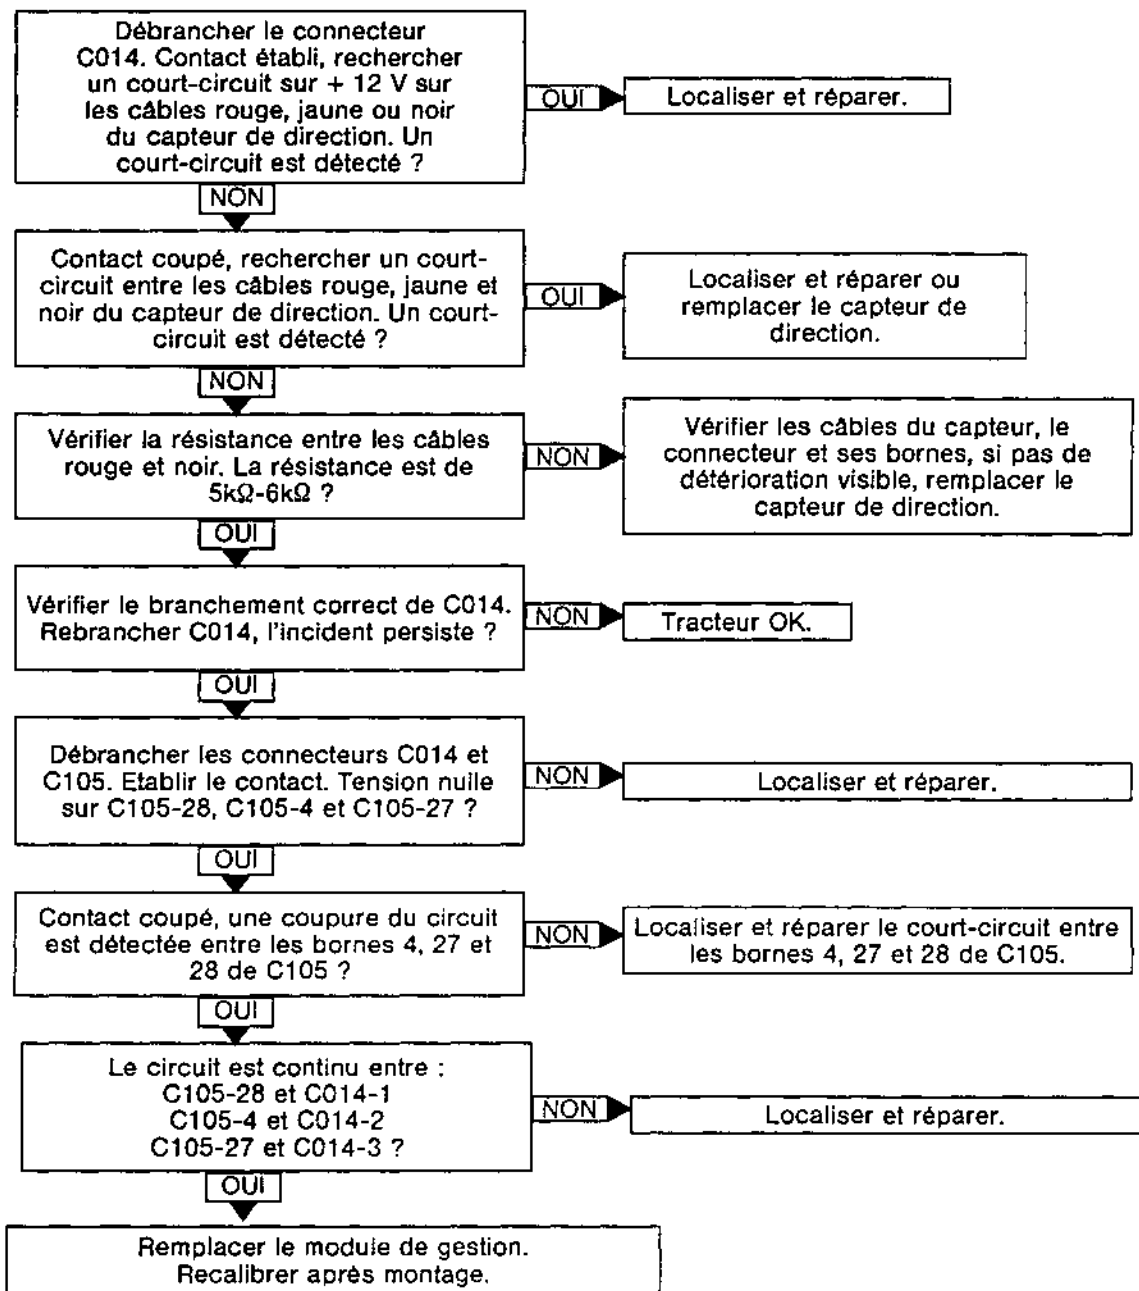 Débrancher le connecteur
C014. Contact établi, rechercher
un court-circuit sur + 12 V sur
les câbles rouge, jaune ou noir
du capteur de direction. Un
court-circuit est détecté ?
OUI
Localiser et réparer.
NON
Contact coupé, rechercher un court-
circuit entre les câbles rouge, jaune et
noir du capteur de direction. Un court-
circuit est détecté ?
OUI
Localiser et réparer ou
remplacer le capteur de
direction.
NON
Vérifier la résistance entre les câbles
rouge et noir. La résistance est de
5kΩ-6kΩ ?
NON
Vérifier les câbles du capteur, le
connecteur et ses bornes, si pas de
détérioration visible, remplacer le
capteur de direction.
OUI
Vérifier le branchement correct de C014.
Rebrancher C014, l'incident persiste ?
NON
Tracteur OK.
OUI
Débrancher les connecteurs C014 et
C105. Etablir le contact. Tension nulle
sur C105-28, C105-4 et C105-27 ?
NON
Localiser et réparer.
OUI
Contact coupé, une coupure du circuit
est détectée entre les bornes 4, 27 et
28 de C105 ?
NON
Localiser et réparer le court-circuit entre
les bornes 4, 27 et 28 de C105.
OUI
Le circuit est continu entre :
C105-28 et C014-1
C105-4 et C014-2
C105-27 et C014-3 ?
NON
Localiser et réparer.
OUI
Remplacer le module de gestion.
Recalibrer après montage.